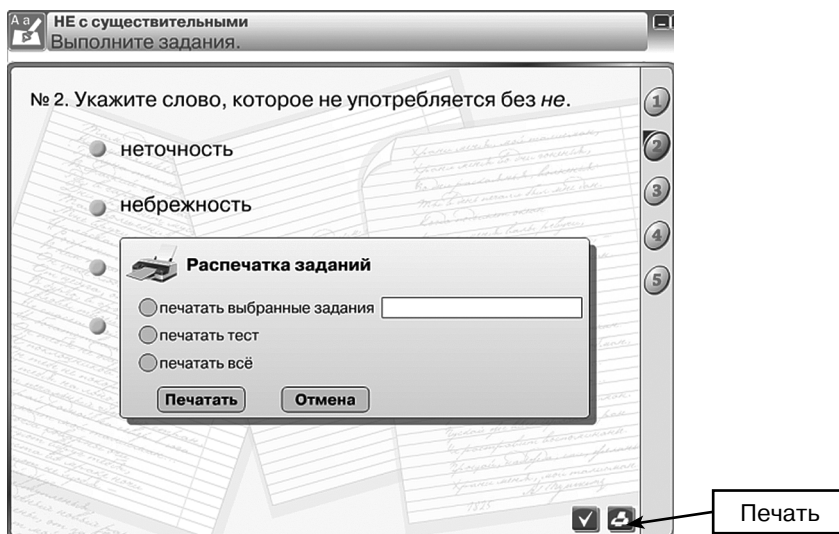 Aa
НЕ с существительными
Выполните задания.
№ 2. Укажите слово, которое не употребляется без не.
неточность
небрежность
Распечатка заданий
печатать выбранные задания
печатать тест
печатать всё
Печатать Отмена
1
2
3
4
5
Печать